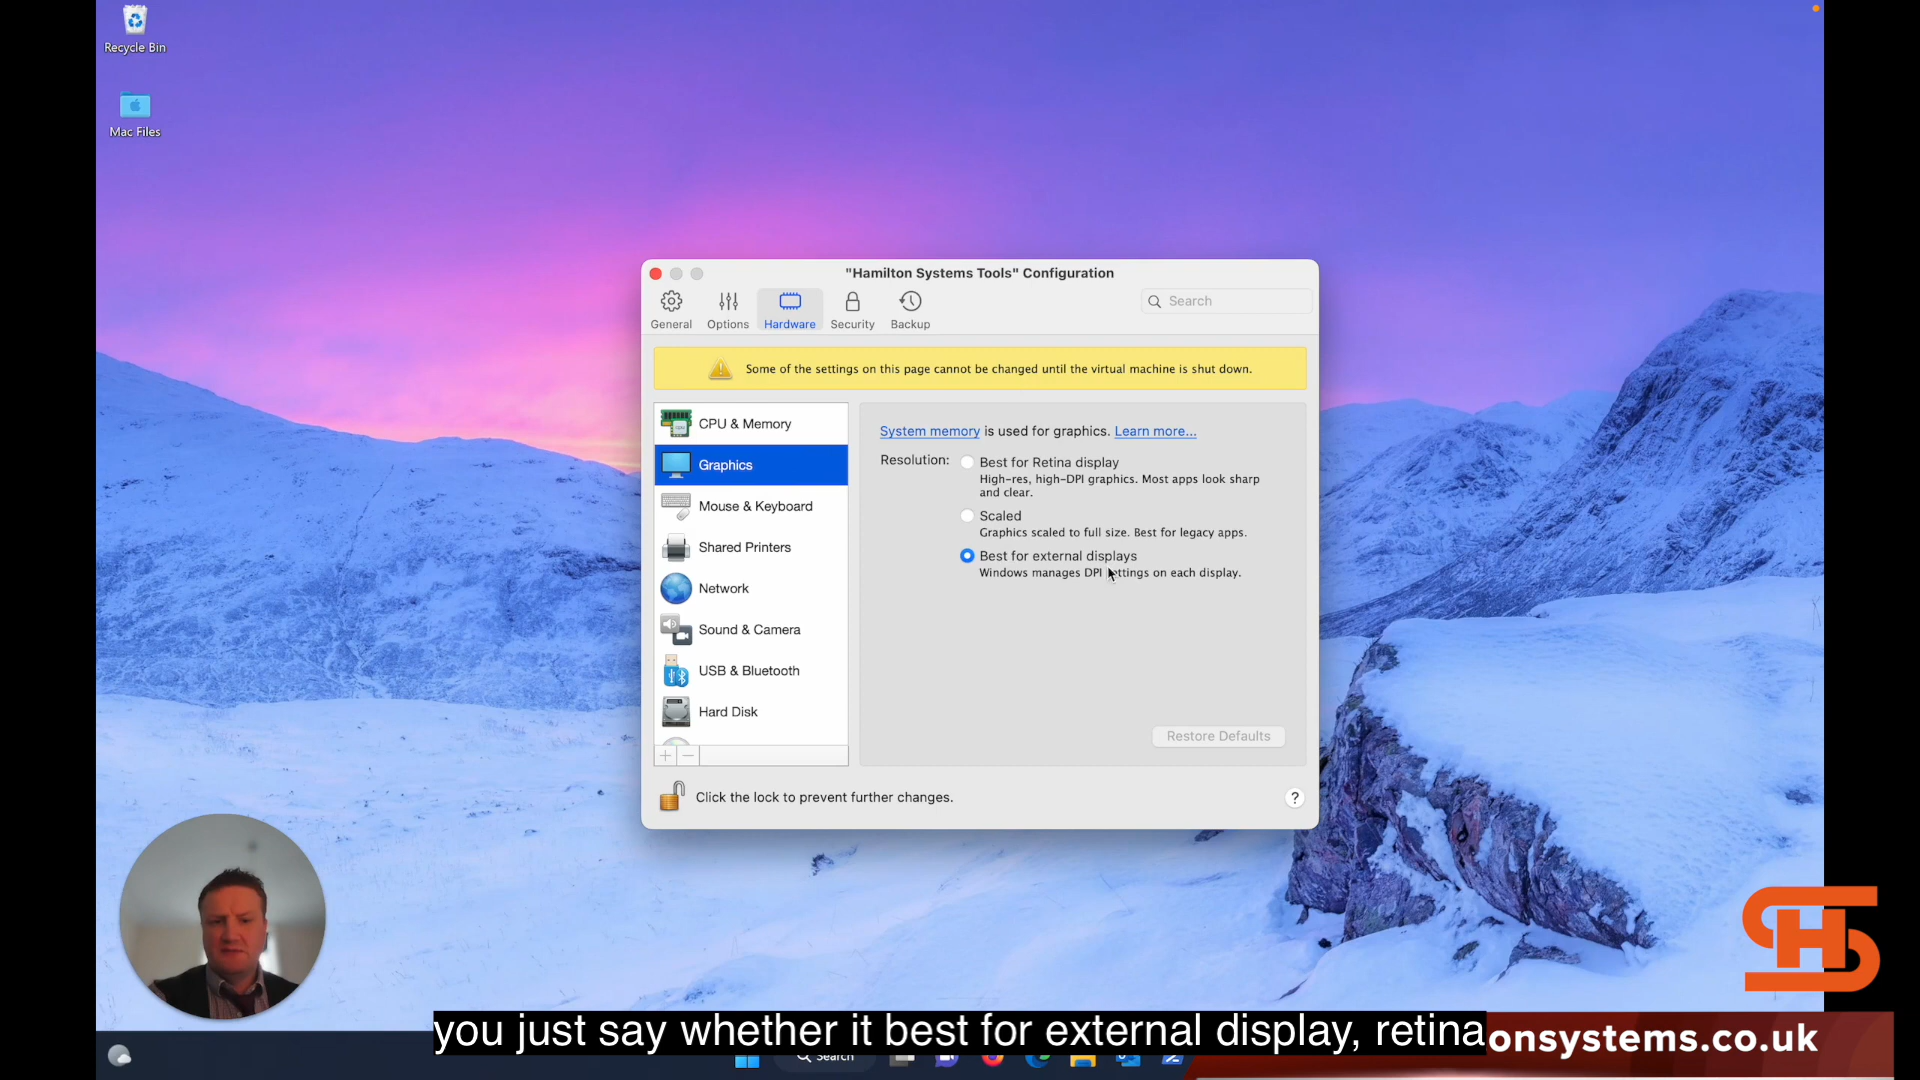 Recycle Bin
Mac Files
"Hamilton Systems Tools" Configuration
General
Options
Hardware
Security
Backup
Search
Some of the settings on this page cannot be changed until the virtual machine is shut down.
CPU & Memory
Graphics
Mouse & Keyboard
Shared Printers
Network
Sound & Camera
USB & Bluetooth
Hard Disk
System memory is used for graphics. Learn more...
Resolution:
Best for Retina display
High-res, high-DPI graphics. Most apps look sharp
and clear.
Scaled
Graphics scaled to full size. Best for legacy apps.
Best for external displays
Windows manages DPI settings on each display.
Restore Defaults
Click the lock to prevent further changes.
?
HS
you just say whether it best for external display, retina
onsystems.co.uk
Search